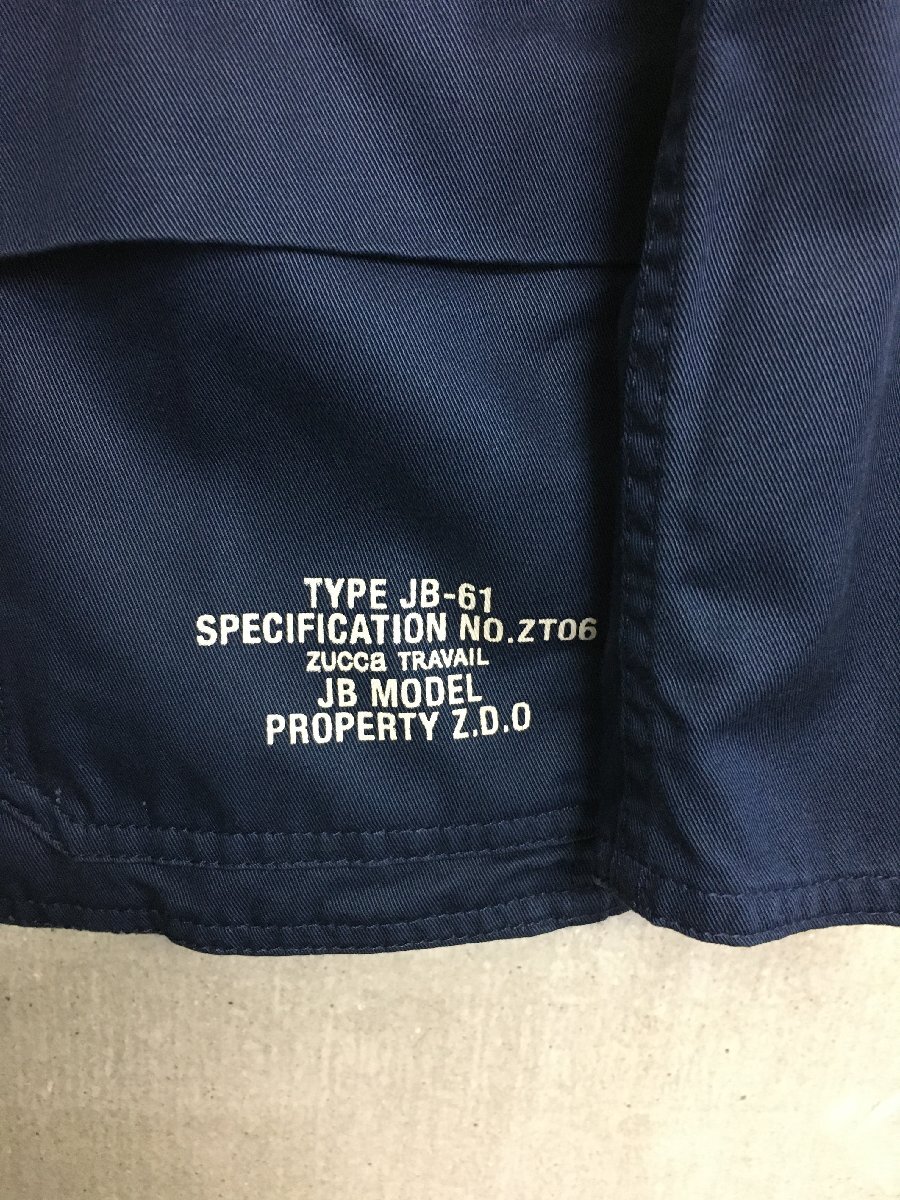 TYPE JB-61
SPECIFICATION NO.ZT06
ZUCCa TRAVAIL
JB MODEL
PROPERTY Z.D.O